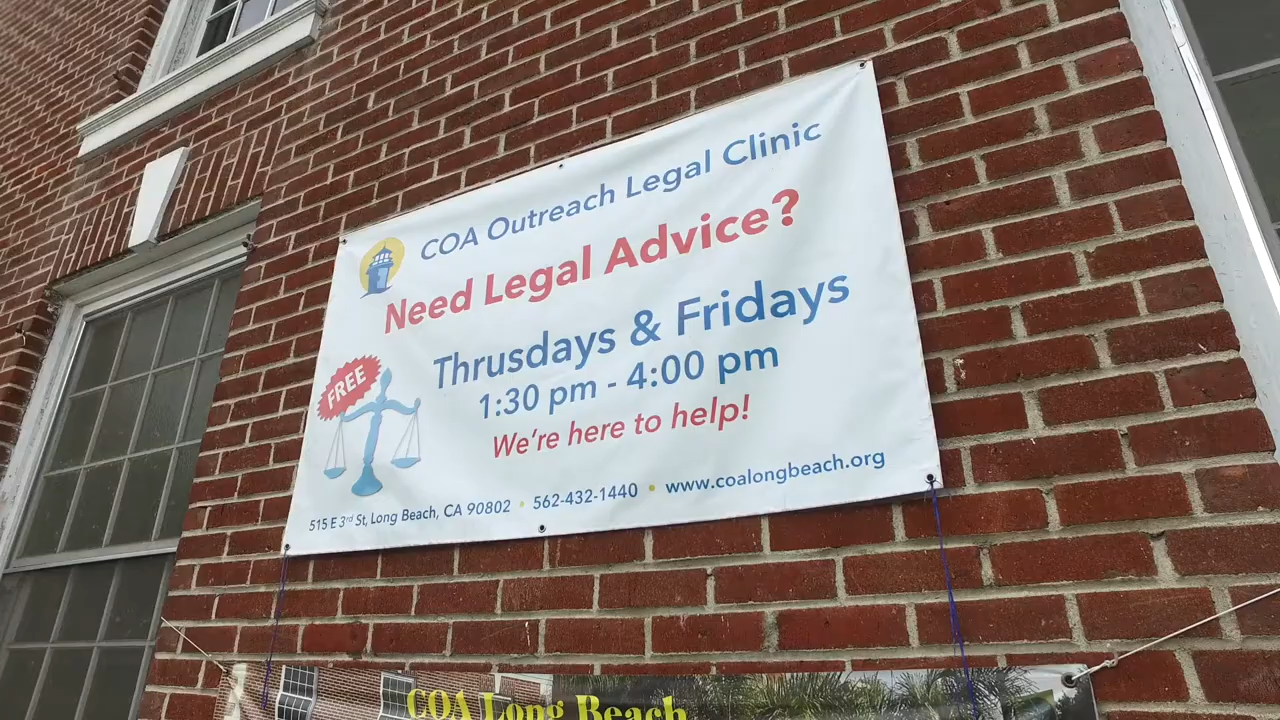 COA Outreach Legal Clinic
Need Legal Advice?
Thrusdays & Fridays
1:30 pm - 4:00 pm
FREE
We're here to help!
515 E 3rd St, Long Beach, CA 90802 • 562-432-1440 • www.coalongbeach.org
COA Long Beach